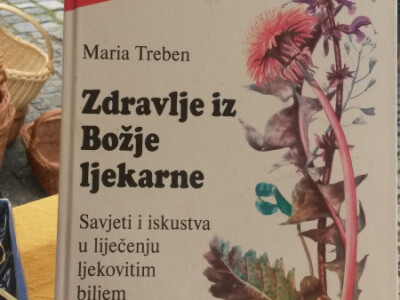 Maria Treben
Zdravlje iz
Božje
ljekarne
Savjeti i iskustva
u liječenju
ljekovitim
biljem